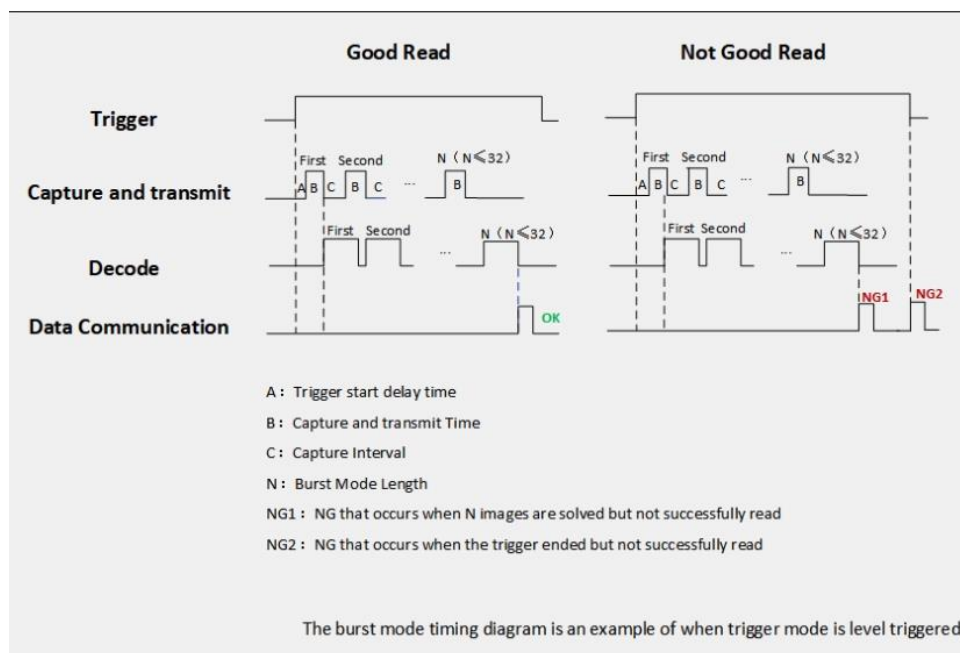 Good Read Not Good Read
Trigger
First Second N（N≤32） First Second N（N≤32）
Capture and transmit A B C B C ... B A B C B C ... B
First Second N（N≤32） First Second N（N≤32）
Decode ... ...
NG1 NG2
Data Communication OK
A：Trigger start delay time
B：Capture and transmit Time
C：Capture Interval
N：Burst Mode Length
NG1：NG that occurs when N images are solved but not successfully read
NG2：NG that occurs when the trigger ended but not successfully read
The burst mode timing diagram is an example of when trigger mode is level triggered